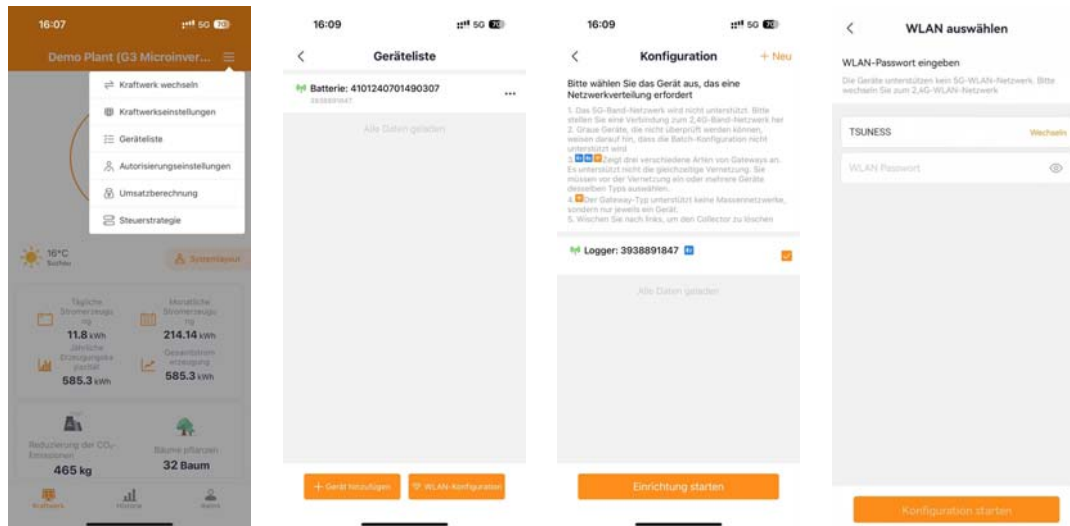 16:07
5G 70
Demo Plant (G3 Microinver...
Kraftwerk wechseln
Kraftwerkseinstellungen
Geräteliste
Autorisierungseinstellungen
Umsatzberechnung
Steuerstrategie
16°C
Suzhou
Systemlayout
Tägliche
Stromerzeugu
ng
11.8 kWh
Monatliche
Stromerzeugu
ng
214.14 kWh
Jährliche
585.3 kWh
Gesamtstrom
erzeugung
585.3 kWh
Reduzierung der CO₂-
Emissionen
465 kg
Bäume pflanzen
32 Baum
Kraftwerk
Historie
16:09
5G 70
Geräteliste
Batterie: 4101240701490307
3938891847
Alle Daten geladen
+ Gerät hinzufügen
WLAN-Konfiguration
16:09
5G 70
Konfiguration
+ Neu
Bitte wählen Sie das Gerät aus, das eine
Netzwerkverteilung erfordert
1. Das 5G-Band-Netzwerk wird nicht unterstützt. Bitte
stellen Sie eine Verbindung zum 2,4G-Band-Netzwerk her
2. Graue Geräte, die nicht überprüft werden können,
weisen darauf hin, dass die Batch-Konfiguration nicht
unterstützt wird
3. Zeigt drei verschiedene Arten von Gateways an.
Es unterstützt nicht die gleichzeitige Vernetzung. Sie
müssen vor der Vernetzung ein oder mehrere Geräte
desselben Typs auswählen.
4. Der Gateway-Typ unterstützt keine Massennetzwerke,
sondern nur jeweils ein Gerät.
5. Wischen Sie nach links, um den Collector zu löschen
Logger: 3938891847
Alle Daten geladen
Einrichtung starten
WLAN auswählen
WLAN-Passwort eingeben
Die Geräte unterstützen kein 5G-WLAN-Netzwerk. Bitte
wechseln Sie zum 2,4G-WLAN-Netzwerk
TSUNESS
Wechseln
WLAN Passwort
Konfiguration starten